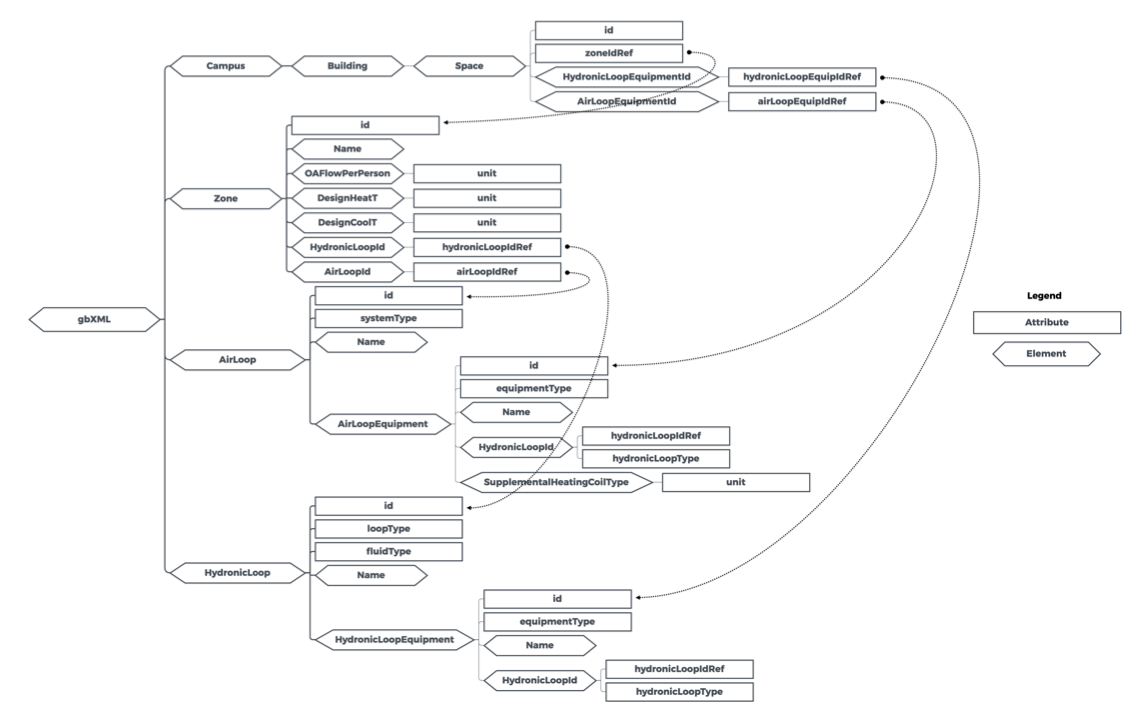 id
zoneIdRef
Campus
Building
Space
HydronicLoopEquipmentId
hydronicLoopEquipIdRef
AirLoopEquipmentId
airLoopEquipIdRef
id
Name
OAFlowPerPerson
unit
Zone
DesignHeatT
unit
DesignCoolT
unit
HydronicLoopId
hydronicLoopIdRef
AirLoopId
airLoopIdRef
id
Legend
gbXML
systemType
Attribute
Name
Element
AirLoop
id
equipmentType
Name
AirLoopEquipment
hydronicLoopIdRef
HydronicLoopId
hydronicLoopType
SupplementalHeatingCoilType
unit
id
loopType
fluidType
HydronicLoop
Name
id
equipmentType
HydronicLoopEquipment
Name
hydronicLoopIdRef
HydronicLoopId
hydronicLoopType